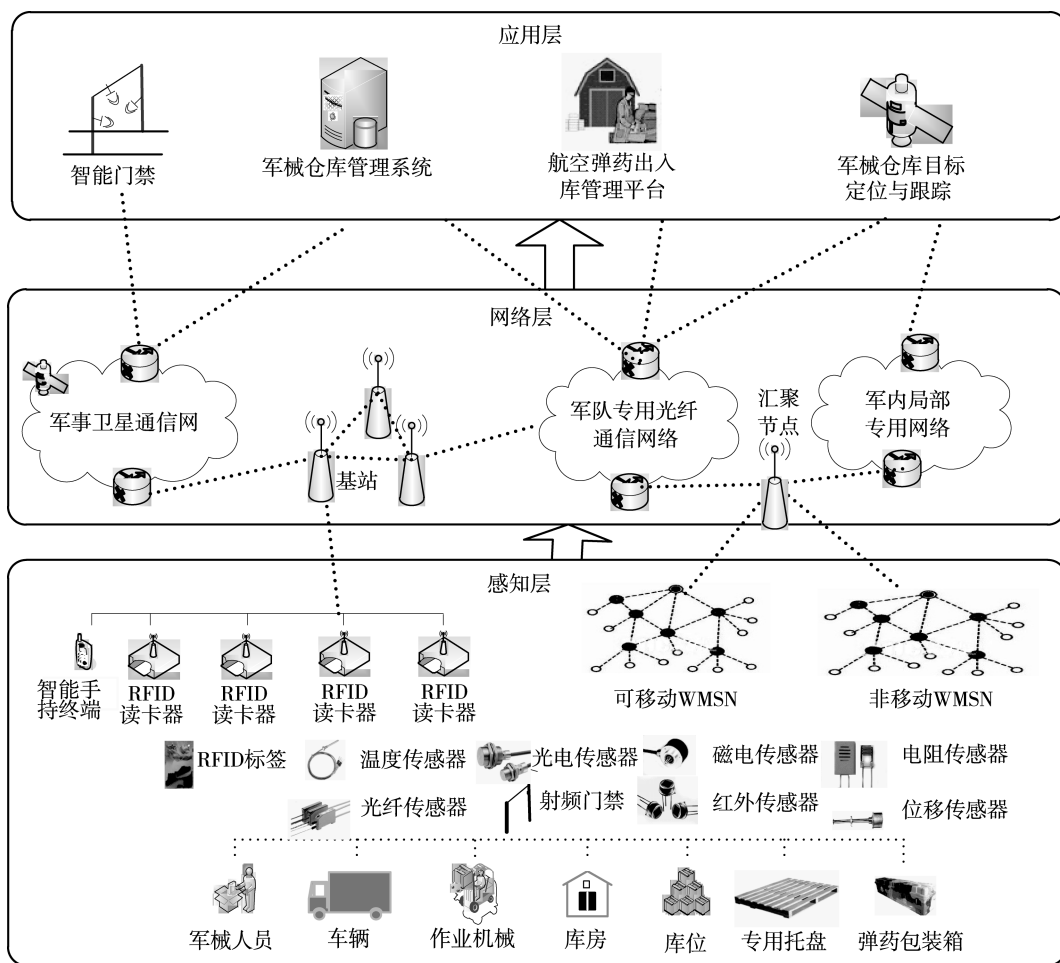 应用层
智能门禁
军械仓库管理系统
航空弹药出入
库管理平台
军械仓库目标
定位与跟踪
网络层
军事卫星通信网
基站
军队专用光纤
通信网络
汇聚
节点
军内局部
专用网络
感知层
智能手
持终端
RFID
读卡器
RFID
读卡器
RFID
读卡器
RFID
读卡器
可移动WMSN
非移动WMSN
RFID标签
温度传感器
光电传感器
磁电传感器
电阻传感器
光纤传感器
射频门禁
红外传感器
位移传感器
军械人员
车辆
作业机械
库房
库位
专用托盘
弹药包装箱